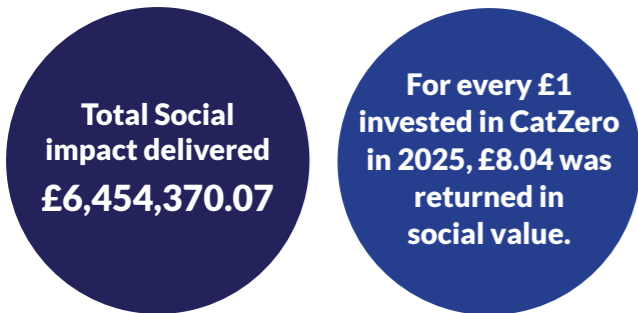 Total Social
impact delivered
£6,454,370.07
For every £1
invested in CatZero
in 2025, £8.04 was
returned in
social value.